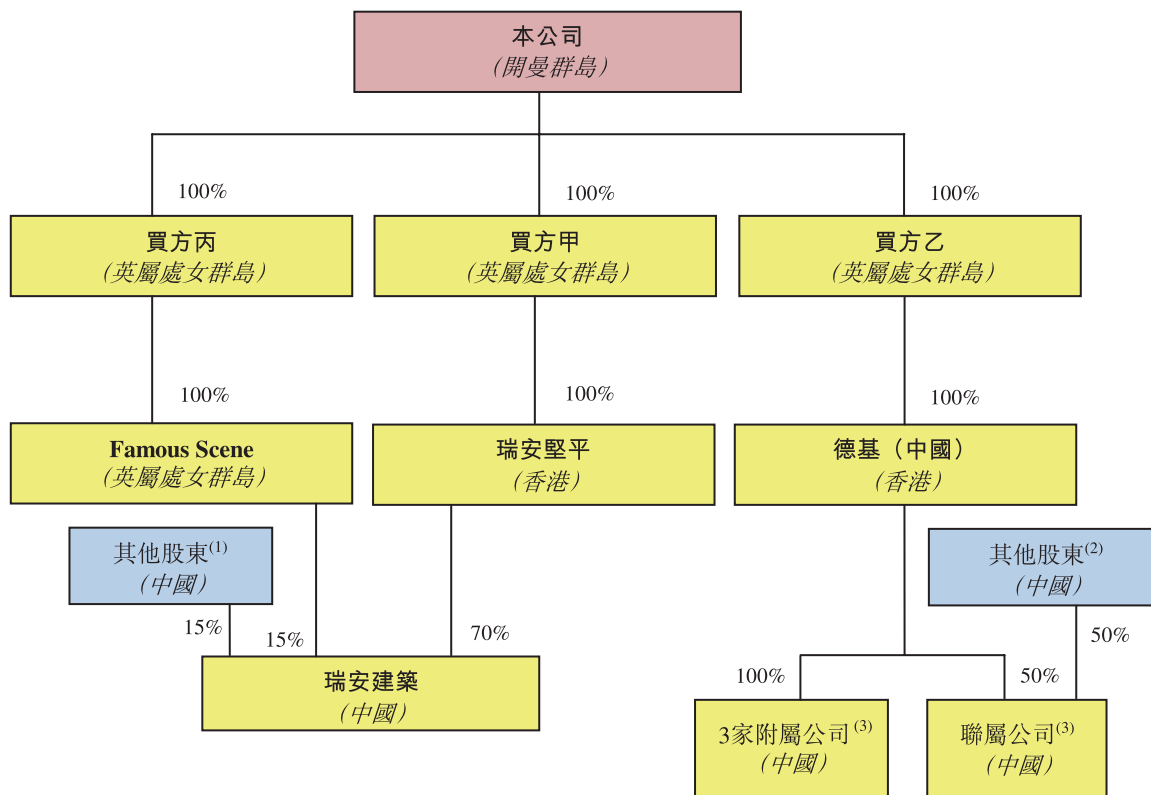 本公司
（開曼群島）
100%
100%
100%
買方丙
（英屬處女群島）
買方甲
（英屬處女群島）
買方乙
（英屬處女群島）
100%
100%
100%
Famous Scene
（英屬處女群島）
瑞安堅平
（香港）
德基（中國）
（香港）
其他股東(1)
（中國）
其他股東(2)
（中國）
15%
15%
70%
50%
瑞安建築
（中國）
100%
50%
3家附屬公司(3)
（中國）
聯屬公司(3)
（中國）